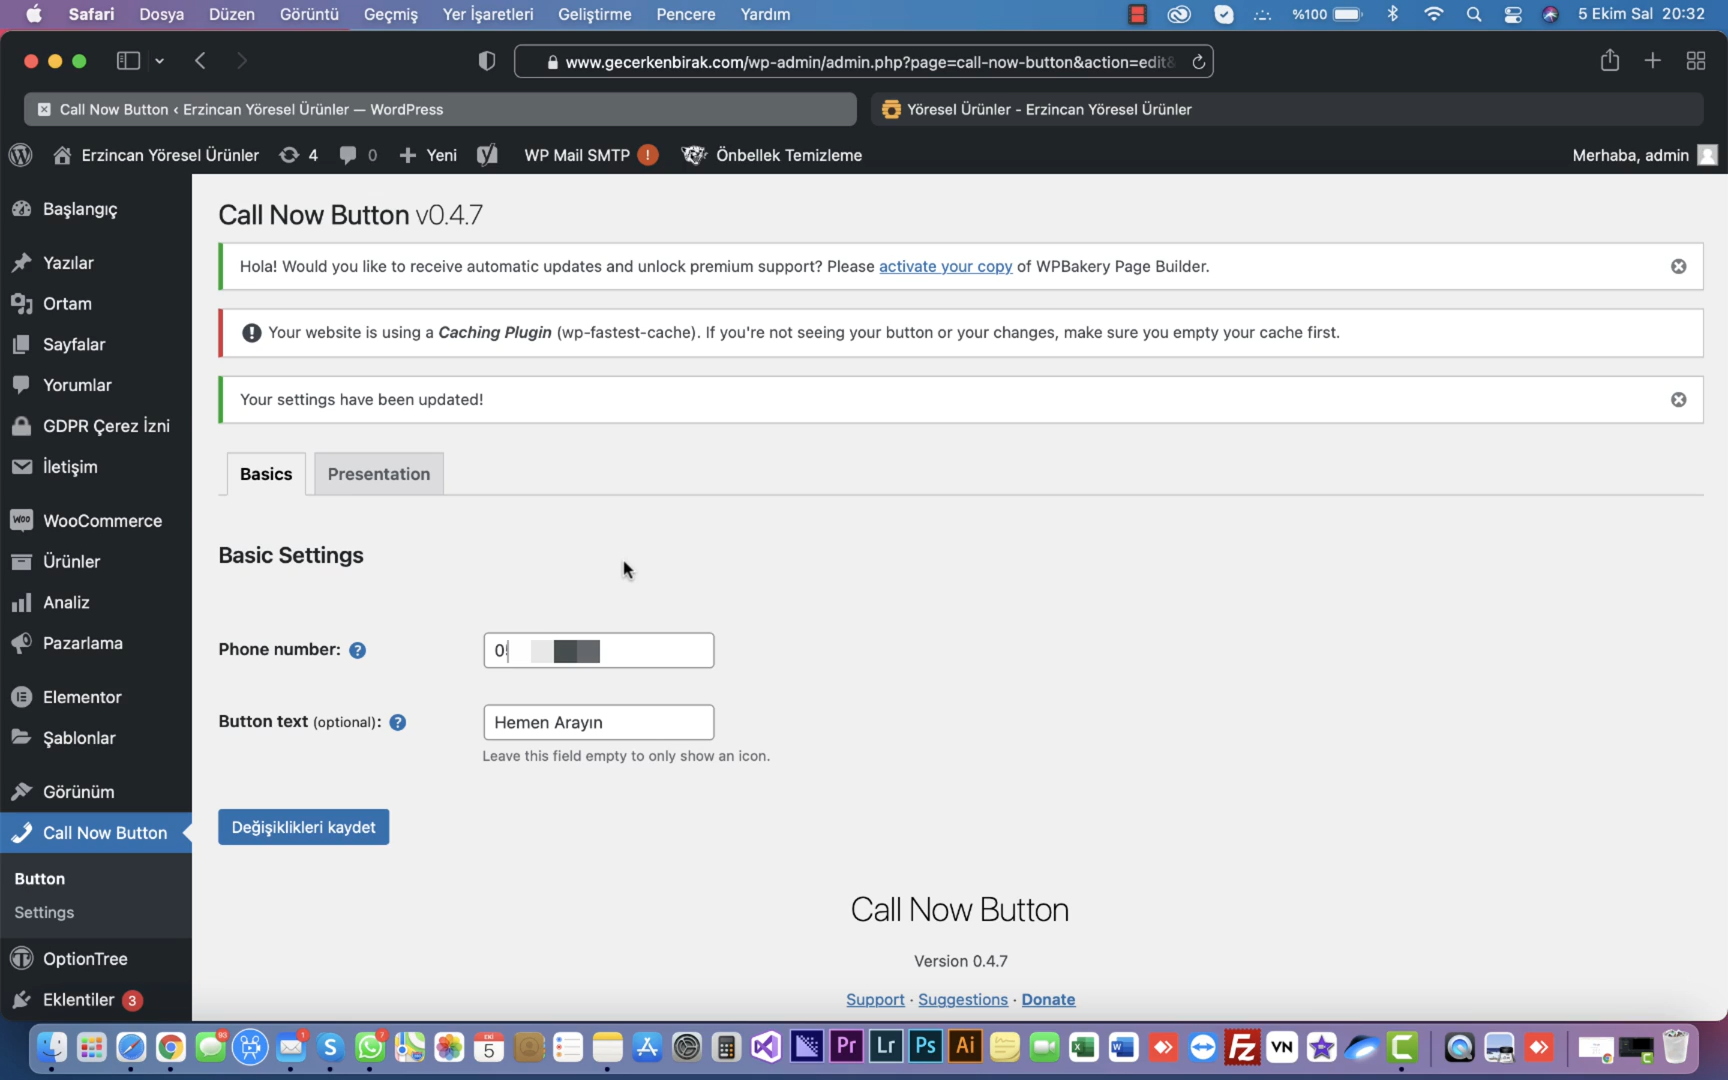 Safari Dosya Düzen Görüntü Geçmiş Yer İşaretleri Geliştirme Pencere Yardım %100 5 Ekim Sal 20:32
www.gecerkenbirak.com/wp-admin/admin.php?page=call-now-button&action=edit&
Call Now Button ‹ Erzincan Yöresel Ürünler — WordPress
Yöresel Ürünler - Erzincan Yöresel Ürünler
Erzincan Yöresel Ürünler 4 0 Yeni WP Mail SMTP ! Önbellek Temizleme Merhaba, admin
Başlangıç
Yazılar
Ortam
Sayfalar
Yorumlar
GDPR Çerez İzni
İletişim
WooCommerce
Ürünler
Analiz
Pazarlama
Elementor
Şablonlar
Görünüm
Call Now Button
Button
Settings
OptionTree
Eklentiler 3
Call Now Button v0.4.7
Hola! Would you like to receive automatic updates and unlock premium support? Please activate your copy of WPBakery Page Builder.
Your website is using a Caching Plugin (wp-fastest-cache). If you're not seeing your button or your changes, make sure you empty your cache first.
Your settings have been updated!
Basics Presentation
Basic Settings
Phone number: ?
Button text (optional): ? Hemen Arayın
Leave this field empty to only show an icon.
Değişiklikleri kaydet
Call Now Button
Version 0.4.7
Support · Suggestions · Donate
5 Pr Lr Ps Ai VN